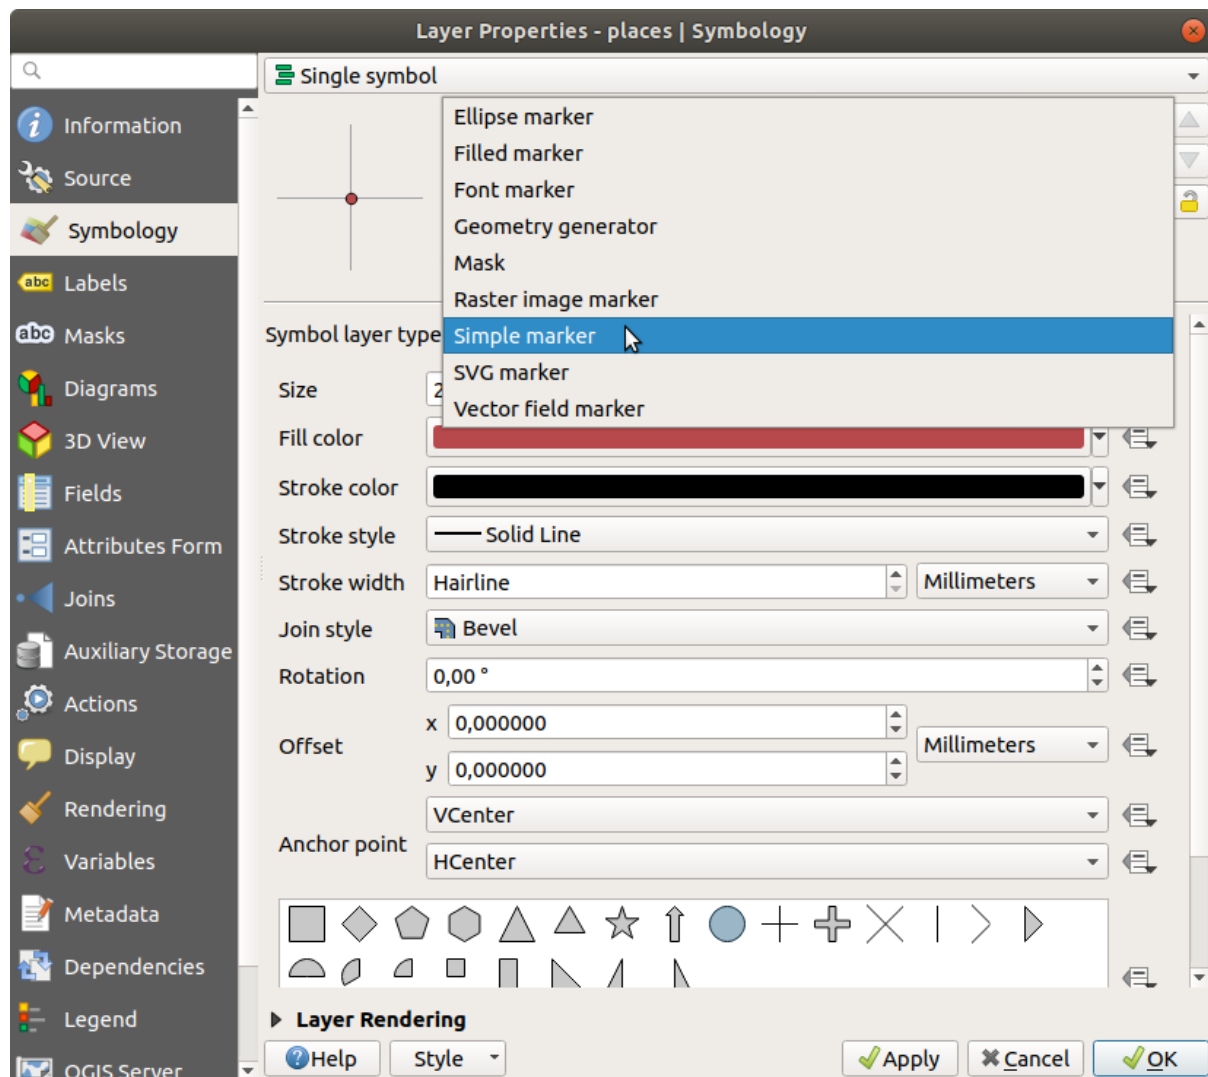 Layer Properties - places | Symbology
Single symbol
Information
Source
Symbology
abc Labels
abc Masks
Diagrams
3D View
Fields
Attributes Form
Joins
Auxiliary Storage
Actions
Display
Rendering
Variables
Metadata
Dependencies
Legend
QGIS Server
Ellipse marker
Filled marker
Font marker
Geometry generator
Mask
Raster image marker
Simple marker
SVG marker
Vector field marker
Symbol layer type
Size
Fill color
Stroke color
Stroke style Solid Line
Stroke width Hairline Millimeters
Join style Bevel
Rotation 0,00 °
x 0,000000
Offset Millimeters
y 0,000000
VCenter
Anchor point
HCenter
Layer Rendering
Help Style Apply Cancel OK